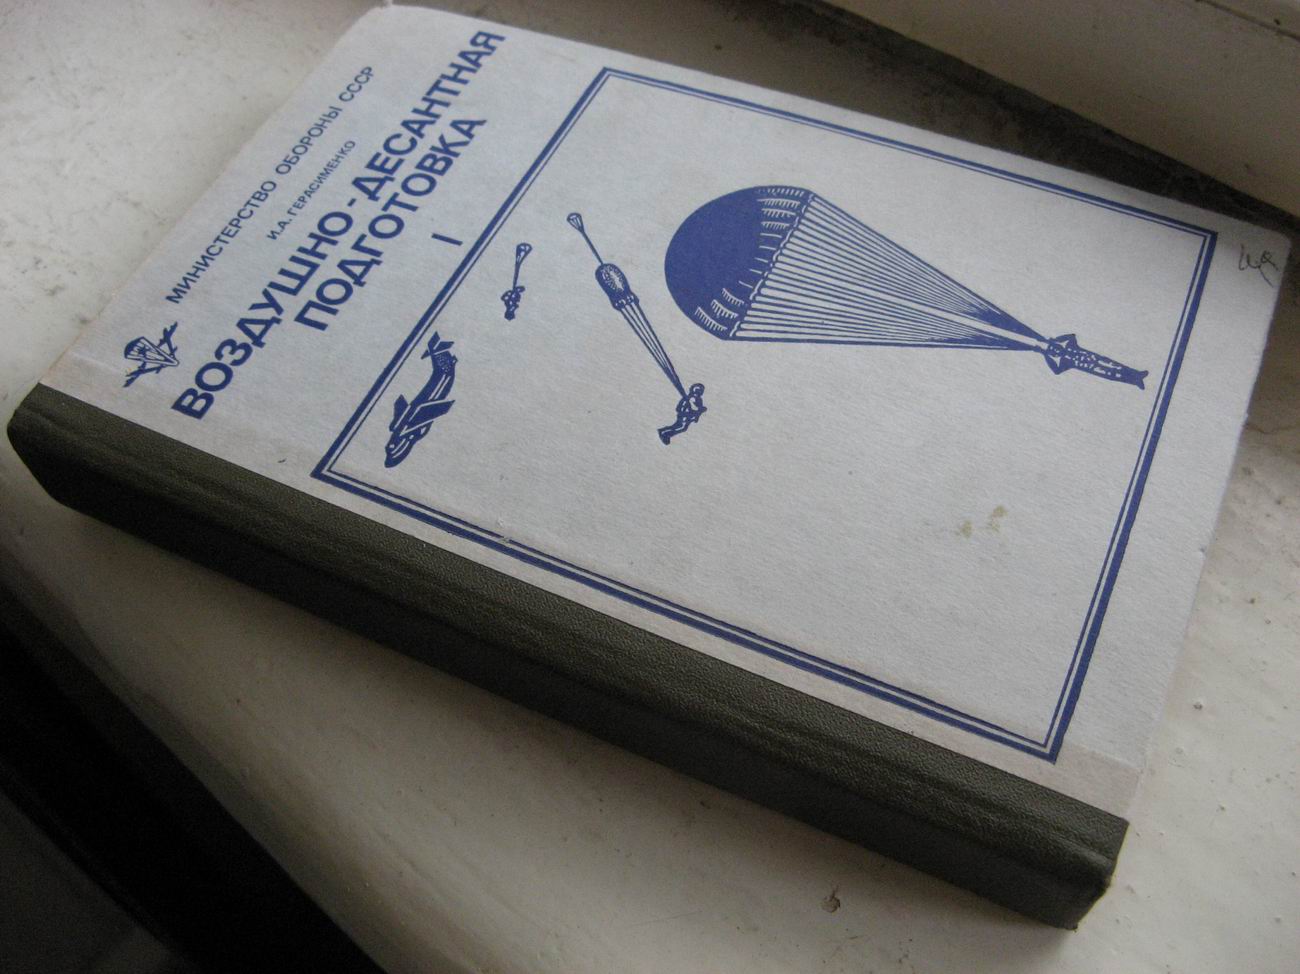 МИНИСТЕРСТВО ОБОРОНЫ СССР
И.А. ГЕРАСИМЕНКО
ВОЗДУШНО-ДЕСАНТНАЯ
ПОДГОТОВКА
I